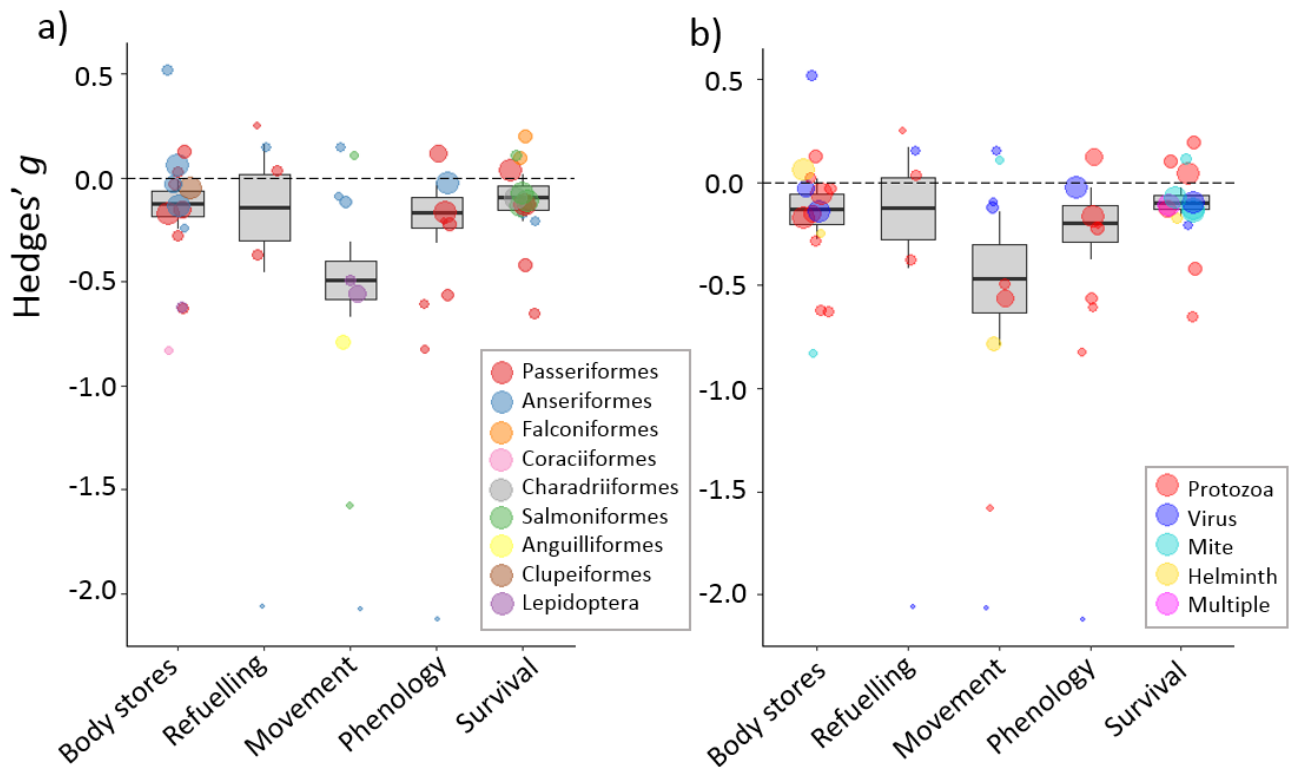 a)
Hedges' g
0.5
0.0
-0.5
-1.0
-1.5
-2.0
Body stores
Refuelling
Movement
Phenology
Survival
Passeriformes
Anseriformes
Falconiformes
Coraciiformes
Charadriiformes
Salmoniformes
Anguilliformes
Clupeiformes
Lepidoptera
b)
0.5
0.0
-0.5
-1.0
-1.5
-2.0
Body stores
Refuelling
Movement
Phenology
Survival
Protozoa
Virus
Mite
Helminth
Multiple